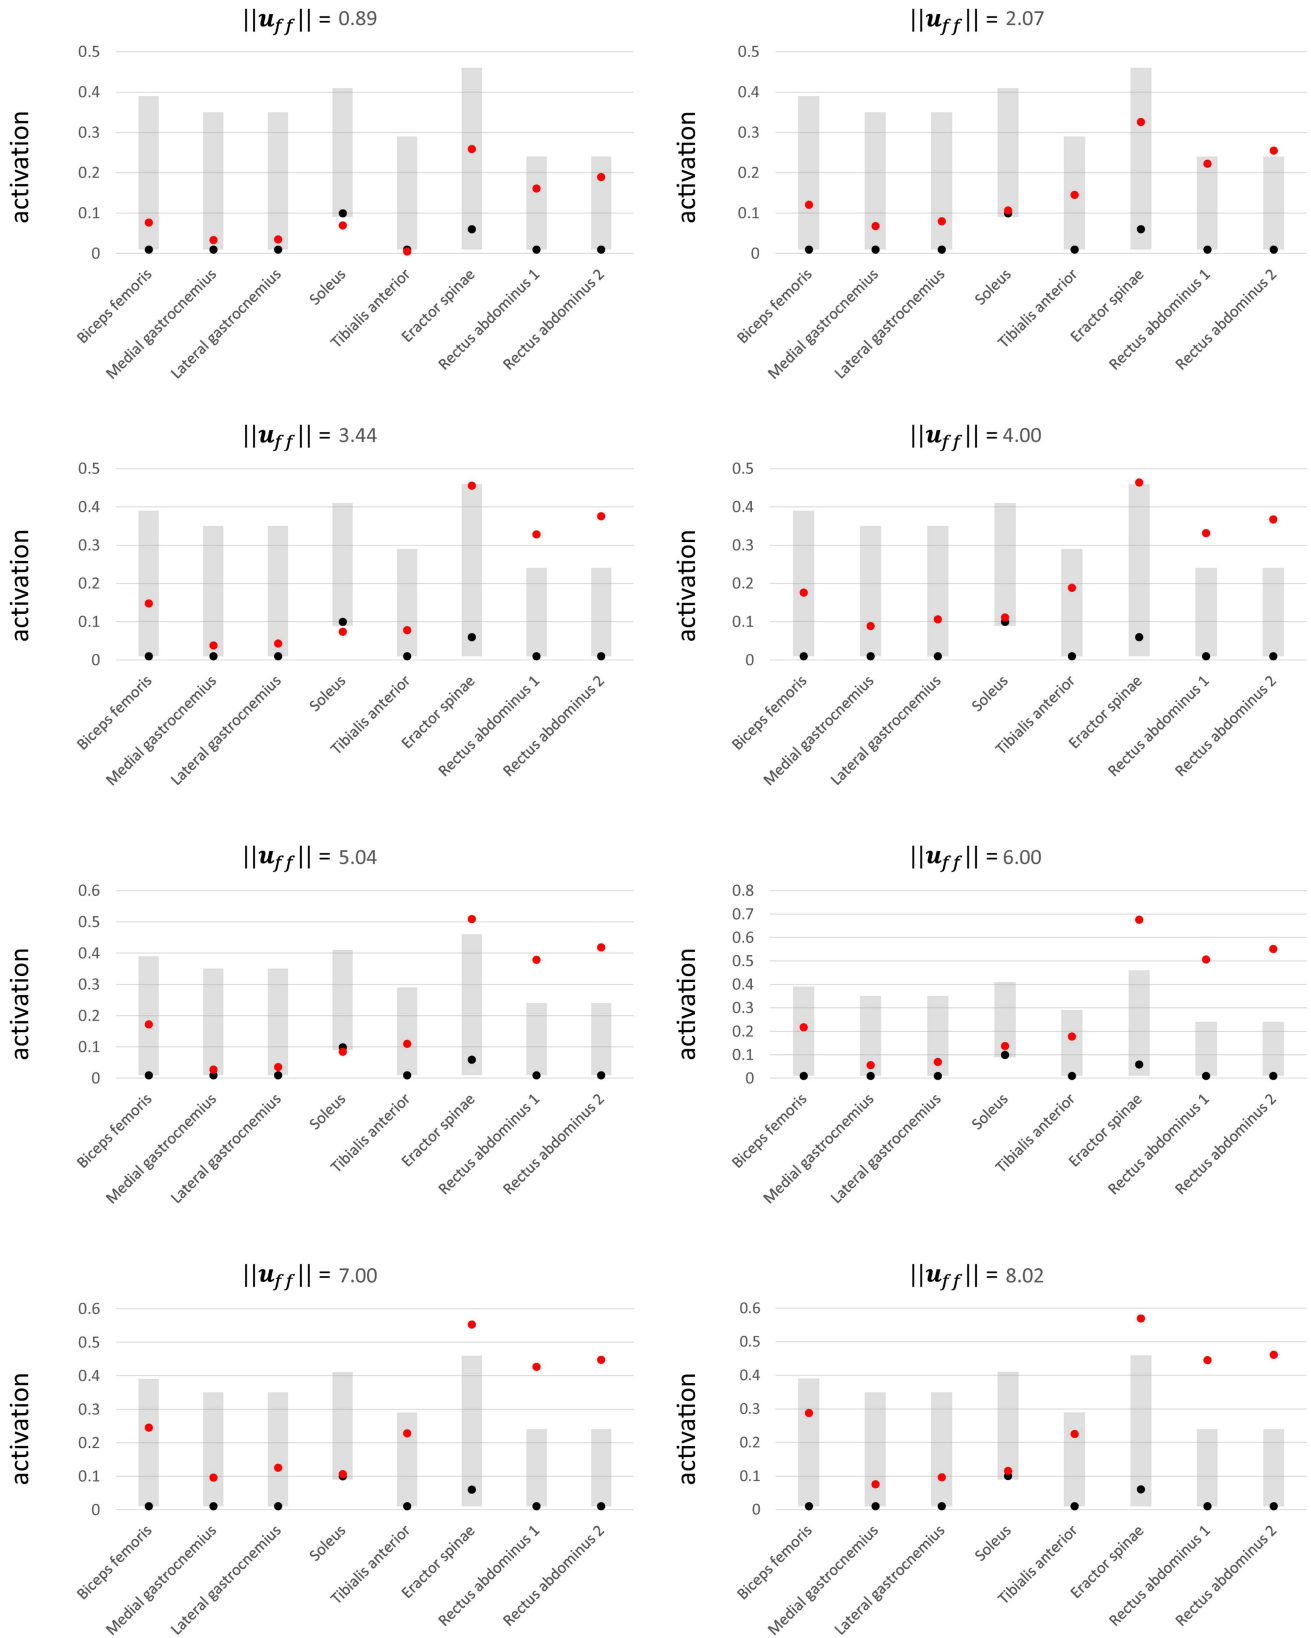 ||u_ff|| = 0.89
0.5
0.4
0.3
0.2
0.1
0
activation
Biceps femoris
Medial gastrocnemius
Lateral gastrocnemius
Soleus
Tibialis anterior
Eractor spinae
Rectus abdominus 1
Rectus abdominus 2
||u_ff|| = 2.07
0.5
0.4
0.3
0.2
0.1
0
activation
Biceps femoris
Medial gastrocnemius
Lateral gastrocnemius
Soleus
Tibialis anterior
Eractor spinae
Rectus abdominus 1
Rectus abdominus 2
||u_ff|| = 3.44
0.5
0.4
0.3
0.2
0.1
0
activation
Biceps femoris
Medial gastrocnemius
Lateral gastrocnemius
Soleus
Tibialis anterior
Eractor spinae
Rectus abdominus 1
Rectus abdominus 2
||u_ff|| = 4.00
0.5
0.4
0.3
0.2
0.1
0
activation
Biceps femoris
Medial gastrocnemius
Lateral gastrocnemius
Soleus
Tibialis anterior
Eractor spinae
Rectus abdominus 1
Rectus abdominus 2
||u_ff|| = 5.04
0.6
0.5
0.4
0.3
0.2
0.1
0
activation
Biceps femoris
Medial gastrocnemius
Lateral gastrocnemius
Soleus
Tibialis anterior
Eractor spinae
Rectus abdominus 1
Rectus abdominus 2
||u_ff|| = 6.00
0.8
0.7
0.6
0.5
0.4
0.3
0.2
0.1
0
activation
Biceps femoris
Medial gastrocnemius
Lateral gastrocnemius
Soleus
Tibialis anterior
Eractor spinae
Rectus abdominus 1
Rectus abdominus 2
||u_ff|| = 7.00
0.6
0.5
0.4
0.3
0.2
0.1
0
activation
Biceps femoris
Medial gastrocnemius
Lateral gastrocnemius
Soleus
Tibialis anterior
Eractor spinae
Rectus abdominus 1
Rectus abdominus 2
||u_ff|| = 8.02
0.6
0.5
0.4
0.3
0.2
0.1
0
activation
Biceps femoris
Medial gastrocnemius
Lateral gastrocnemius
Soleus
Tibialis anterior
Eractor spinae
Rectus abdominus 1
Rectus abdominus 2